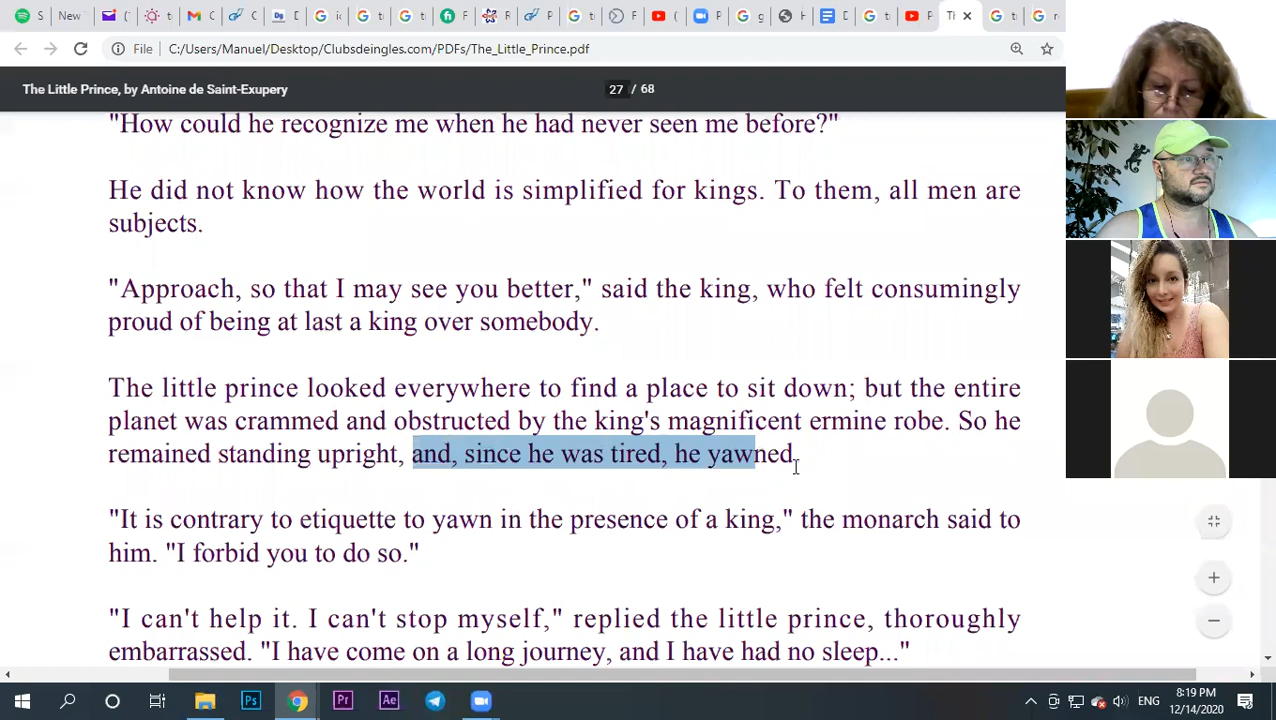 File C:/Users/Manuel/Desktop/Clubsdeingles.com/PDFs/The_Little_Prince.pdf
The Little Prince, by Antoine de Saint-Exupery
27 / 68
"How could he recognize me when he had never seen me before?"
He did not know how the world is simplified for kings. To them, all men are
subjects.
"Approach, so that I may see you better," said the king, who felt consumingly
proud of being at last a king over somebody.
The little prince looked everywhere to find a place to sit down; but the entire
planet was crammed and obstructed by the king's magnificent ermine robe. So he
remained standing upright, and, since he was tired, he yawned.
"It is contrary to etiquette to yawn in the presence of a king," the monarch said to
him. "I forbid you to do so."
"I can't help it. I can't stop myself," replied the little prince, thoroughly
embarrassed. "I have come on a long journey, and I have had no sleep..."
Ps Pr Ae ENG
8:19 PM
12/14/2020